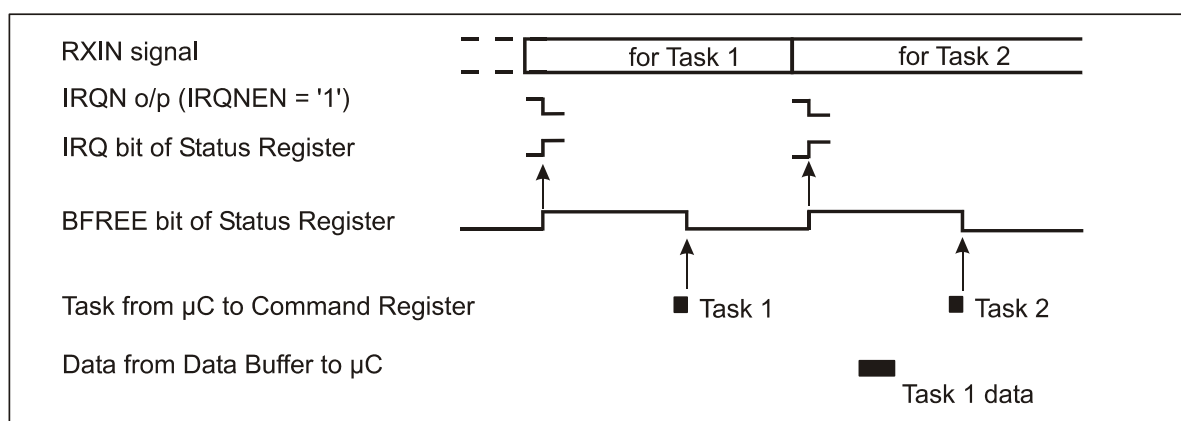 RXIN signal
for Task 1
for Task 2
IRQN o/p (IRQNEN = '1')
IRQ bit of Status Register
BFREE bit of Status Register
Task from µC to Command Register
Task 1
Task 2
Data from Data Buffer to µC
Task 1 data